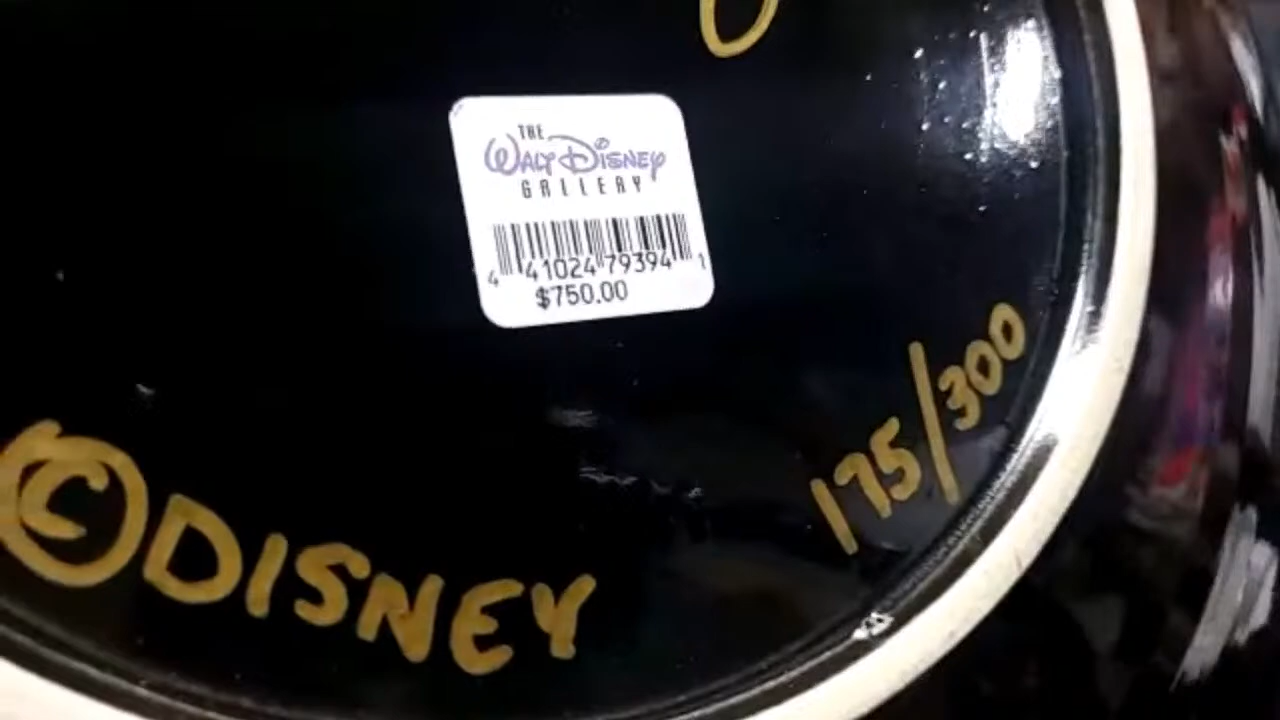 THE
WALT DISNEY
GALLERY
4 41024 79394 1
$750.00
175/300
©DISNEY